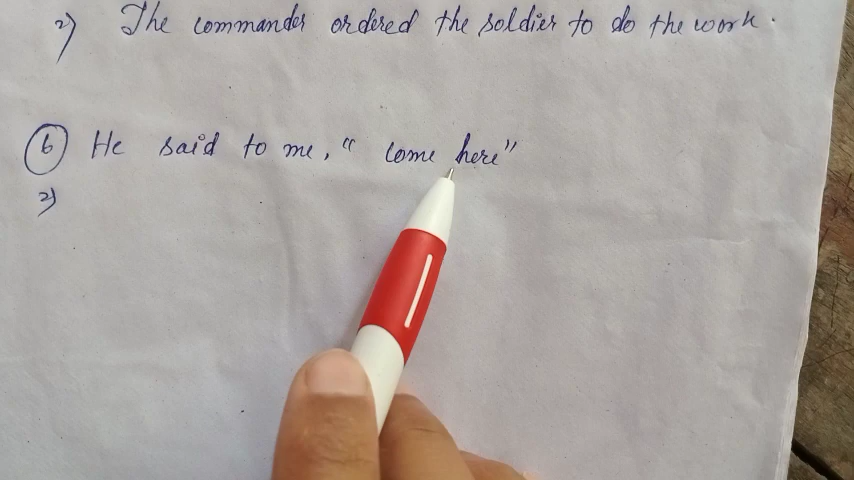 2) The commander ordered the soldier to do the work.
6 He said to me, “ come here”
2)